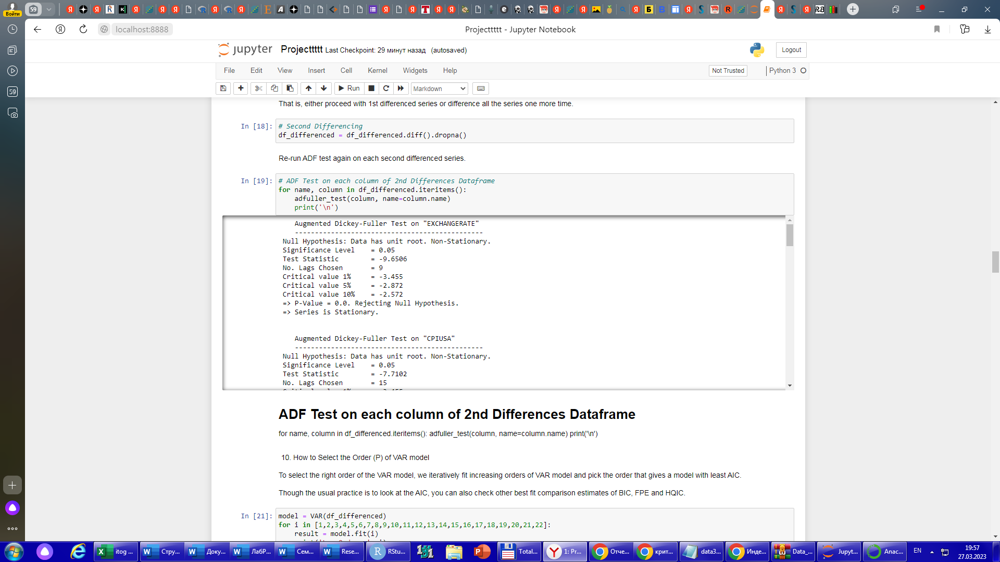 Войти
59
localhost:8888
Projecttttt - Jupyter Notebook
jupyter Projecttttt Last Checkpoint: 29 минут назад (autosaved)
Logout
File Edit View Insert Cell Kernel Widgets Help
Not Trusted
Python 3
Run
Markdown
59
That is, either proceed with 1st differenced series or difference all the series one more time.
In [18]:
# Second Differencing
df_differenced = df_differenced.diff().dropna()
Re-run ADF test again on each second differenced series.
In [19]:
# ADF Test on each column of 2nd Differences Dataframe
for name, column in df_differenced.iteritems():
    adfuller_test(column, name=column.name)
    print('\n')
Augmented Dickey-Fuller Test on "EXCHANGERATE"
-----------------------------------------------
Null Hypothesis: Data has unit root. Non-Stationary.
Significance Level    = 0.05
Test Statistic        = -9.6506
No. Lags Chosen       = 9
Critical value 1%     = -3.455
Critical value 5%     = -2.872
Critical value 10%    = -2.572
=> P-Value = 0.0. Rejecting Null Hypothesis.
=> Series is Stationary.
Augmented Dickey-Fuller Test on "CPIUSA"
-----------------------------------------------
Null Hypothesis: Data has unit root. Non-Stationary.
Significance Level    = 0.05
Test Statistic        = -7.7102
No. Lags Chosen       = 15
ADF Test on each column of 2nd Differences Dataframe
for name, column in df_differenced.iteritems(): adfuller_test(column, name=column.name) print('\n')
10. How to Select the Order (P) of VAR model
To select the right order of the VAR model, we iteratively fit increasing orders of VAR model and pick the order that gives a model with least AIC.
Though the usual practice is to look at the AIC, you can also check other best fit comparison estimates of BIC, FPE and HQIC.
In [21]:
model = VAR(df_differenced)
for i in [1,2,3,4,5,6,7,8,9,10,11,12,13,14,15,16,17,18,19,20,21,22]:
    result = model.fit(i)
itog ...
Стру...
Доку...
ЛабР...
Сем...
Rese...
RStu...
Total...
1: Pr...
Отче...
крит...
data3...
Инде...
Data_...
Jupyt...
Anac...
EN
19:57
27.03.2023